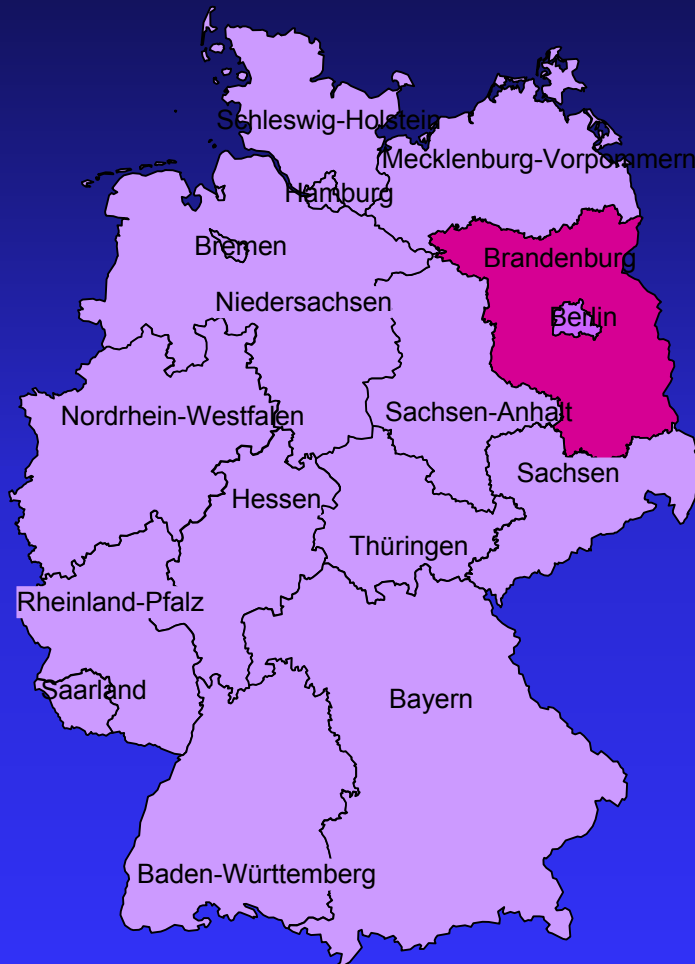 Schleswig-Holstein
Mecklenburg-Vorpommern
Hamburg
Bremen
Brandenburg
Niedersachsen
Berlin
Nordrhein-Westfalen
Sachsen-Anhalt
Sachsen
Hessen
Thüringen
Rheinland-Pfalz
Saarland
Bayern
Baden-Württemberg